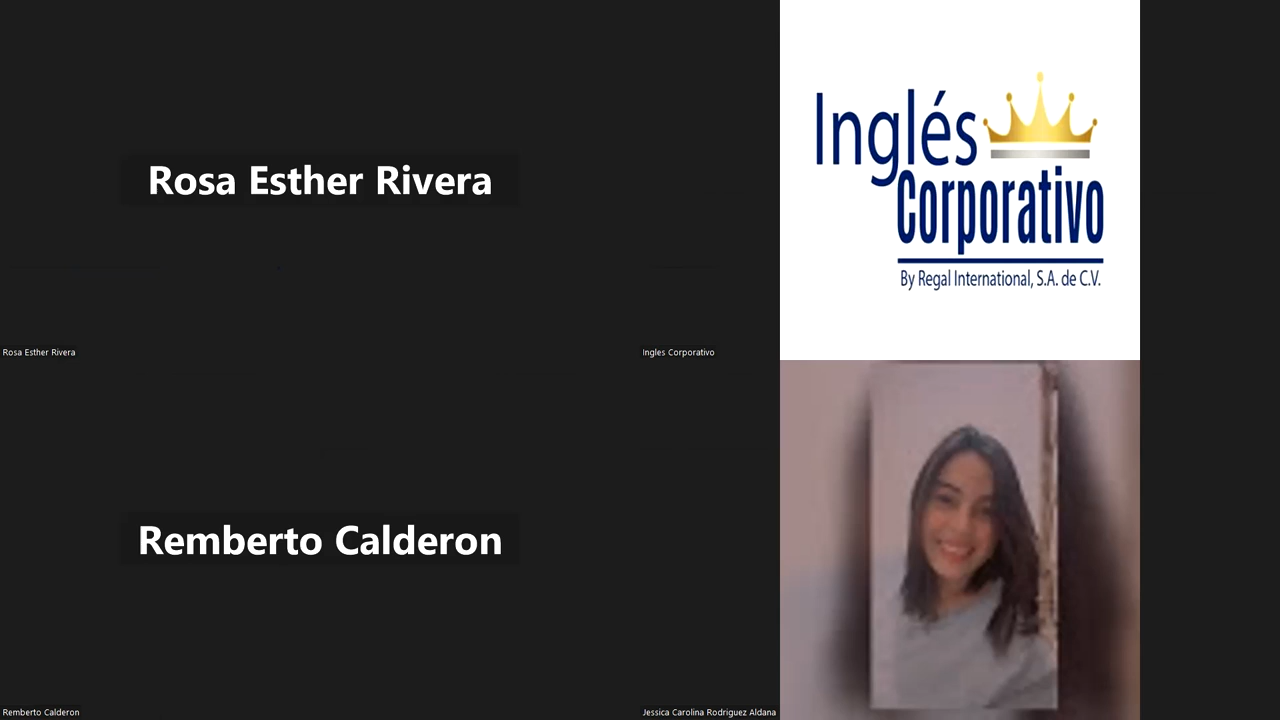 Rosa Esther Rivera
Rosa Esther Rivera
Inglés
Corporativo
By Regal International, S.A. de C.V.
Ingles Corporativo
Remberto Calderon
Remberto Calderon
Jessica Carolina Rodriguez Aldana